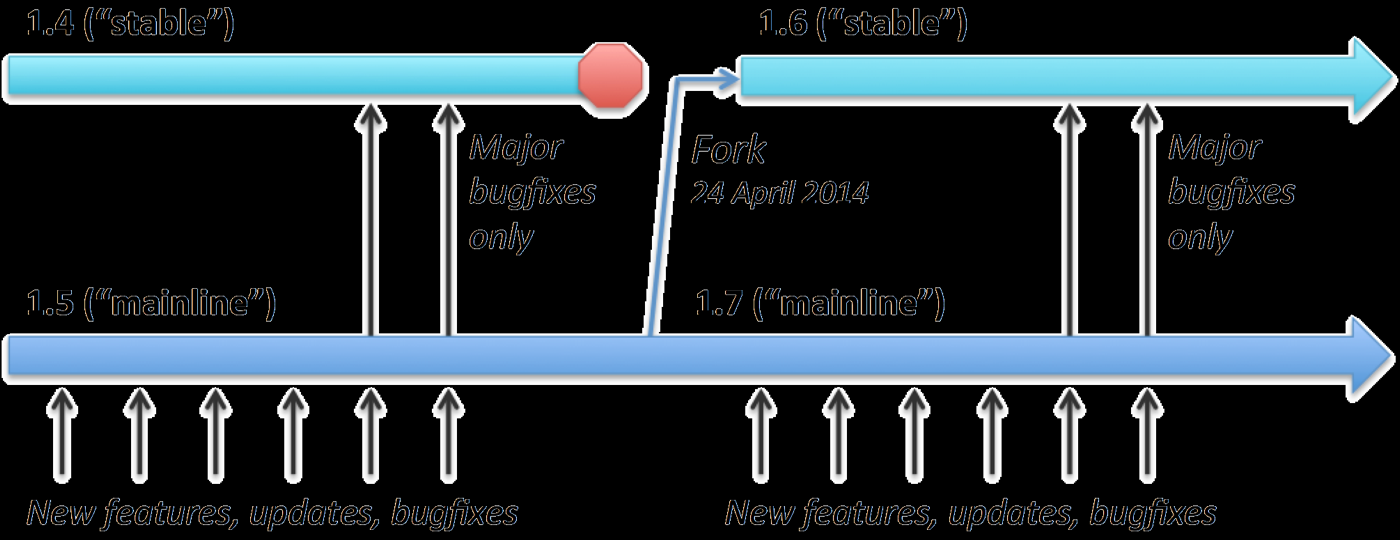 1.4 (“stable”)
1.6 (“stable”)
Major
bugfixes
only
Fork
24 April 2014
Major
bugfixes
only
1.5 (“mainline”)
1.7 (“mainline”)
New features, updates, bugfixes
New features, updates, bugfixes